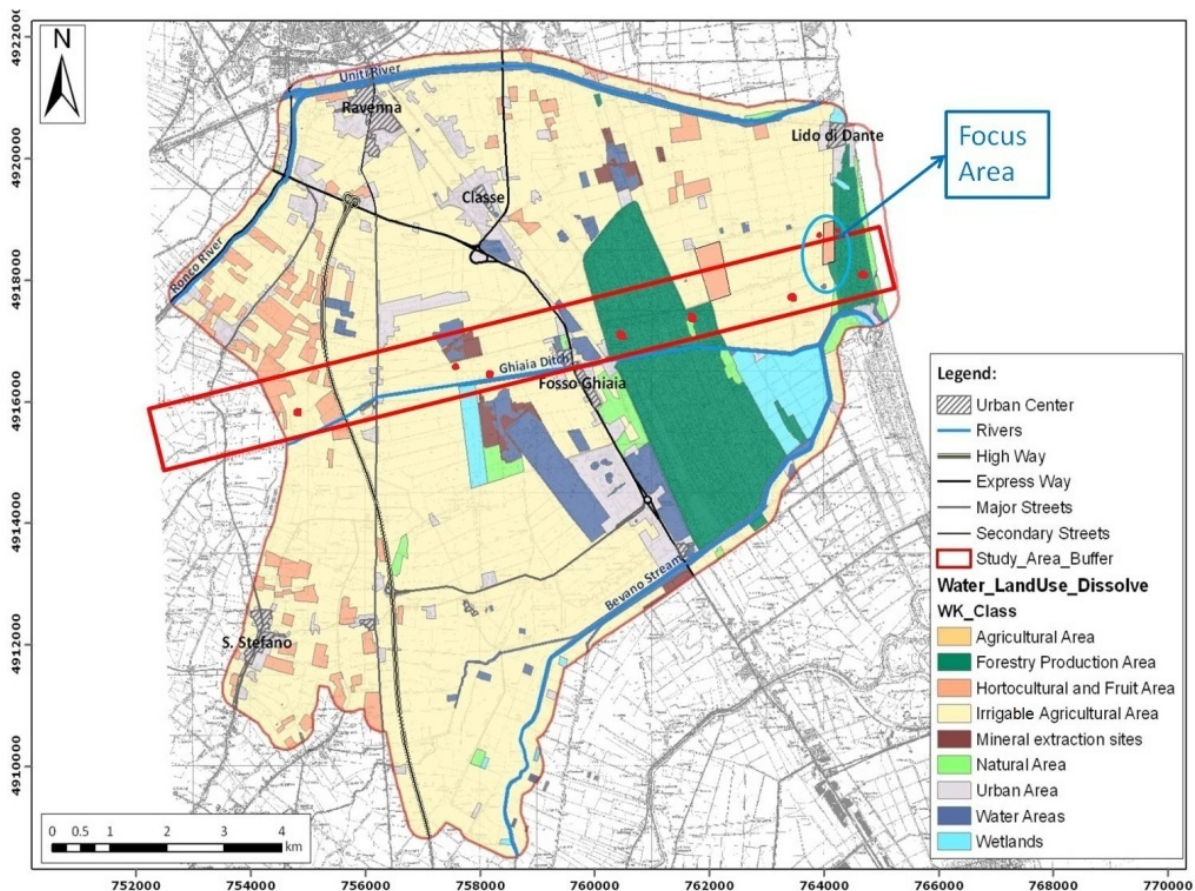 N
4922000
4920000
4918000
4916000
4914000
4912000
4910000
Uniti River
Ravenna
Lido di Dante
Focus
Area
Classe
Ronco River
Ghiaia Ditch
Fosso Ghiaia
Bevano Stream
S. Stefano
Legend:
Urban Center
Rivers
High Way
Express Way
Major Streets
Secondary Streets
Study_Area_Buffer
Water_LandUse_Dissolve
WK_Class
Agricultural Area
Forestry Production Area
Hortocultural and Fruit Area
Irrigable Agricultural Area
Mineral extraction sites
Natural Area
Urban Area
Water Areas
Wetlands
0 0.5 1 2 3 4
km
752000 754000 756000 758000 760000 762000 764000 766000 768000 770000